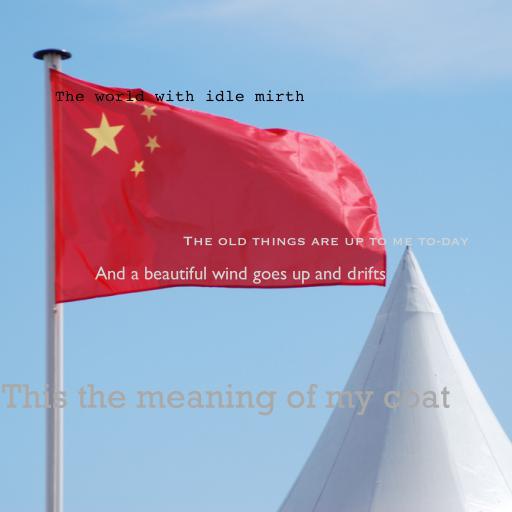 The world with idle mirth
The old things are up to me to-day
And a beautiful wind goes up and drifts
This the meaning of my coat